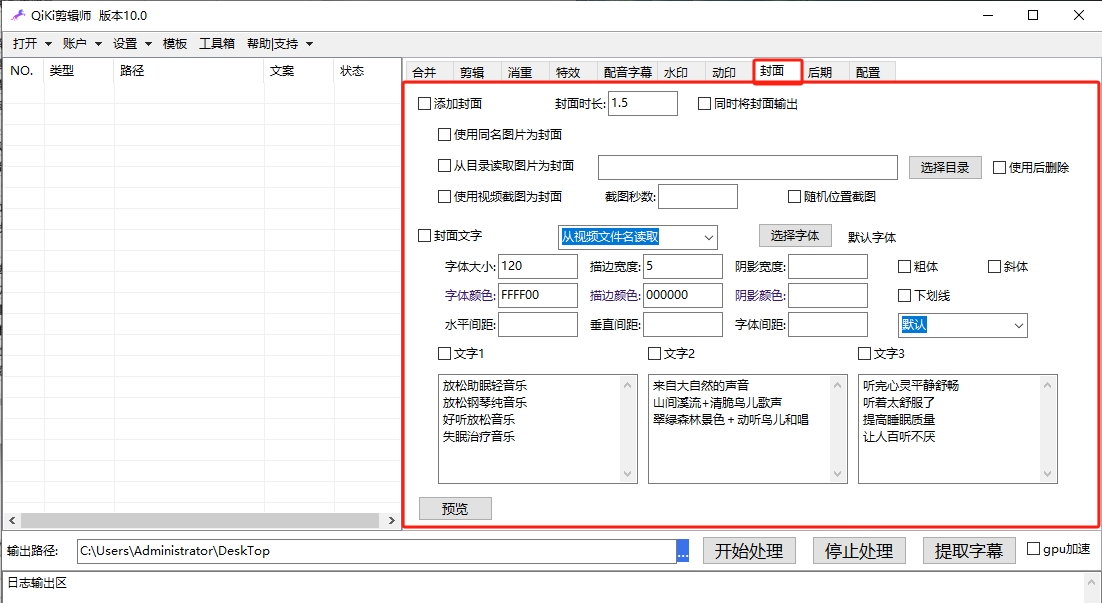 QiKi剪辑师 版本10.0
打开 账户 设置 模板 工具箱 帮助|支持
NO. 类型 路径 文案 状态
合并 剪辑 消重 特效 配音字幕 水印 动印 封面 后期 配置
添加封面 封面时长: 1.5 同时将封面输出
使用同名图片为封面
从目录读取图片为封面 选择目录 使用后删除
使用视频截图为封面 截图秒数: 随机位置截图
封面文字 从视频文件名读取 选择字体 默认字体
字体大小: 120 描边宽度: 5 阴影宽度: 粗体 斜体
字体颜色: FFFF00 描边颜色: 000000 阴影颜色: 下划线
水平间距: 垂直间距: 字体间距: 默认
文字1 文字2 文字3
放松助眠轻音乐
放松钢琴纯音乐
好听放松音乐
失眠治疗音乐
来自大自然的声音
山间溪流+清脆鸟儿歌声
翠绿森林景色＋动听鸟儿和唱
听完心灵平静舒畅
听着太舒服了
提高睡眠质量
让人百听不厌
预览
输出路径: C:\Users\Administrator\DeskTop ... 开始处理 停止处理 提取字幕 gpu加速
日志输出区